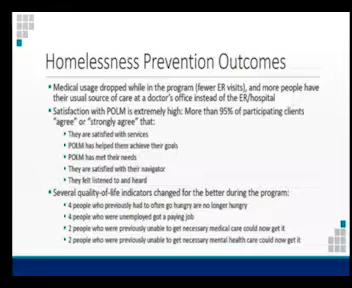 Homelessness Prevention Outcomes
Medical usage dropped while in the program (fewer ER visits), and more people have
their usual source of care at a doctor's office instead of the ER/hospital
Satisfaction with POLM is extremely high: More than 95% of participating clients
"agree" or "strongly agree" that:
They are satisfied with services
POLM has helped them achieve their goals
POLM has met their needs
They are satisfied with their navigator
They felt listened to and heard
Several quality-of-life indicators changed for the better during the program:
4 people who previously had to often go hungry are no longer hungry
4 people who were unemployed got a paying job
2 people who were previously unable to get necessary medical care could now get it
2 people who were previously unable to get necessary mental health care could now get it